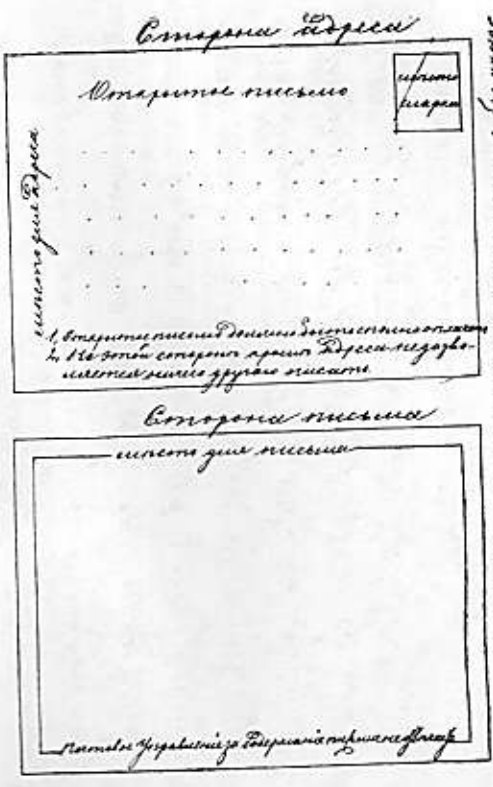 Сторона Адреса
Открытое письмо
место
марки
место для Адреса
1, Открытые письма должны быть оплачены
2, На этой стороне кроме Адреса не дозво-
ляется ничего другого писать.
Сторона письма
место для письма
Почтовое Управление за Содержание письма не